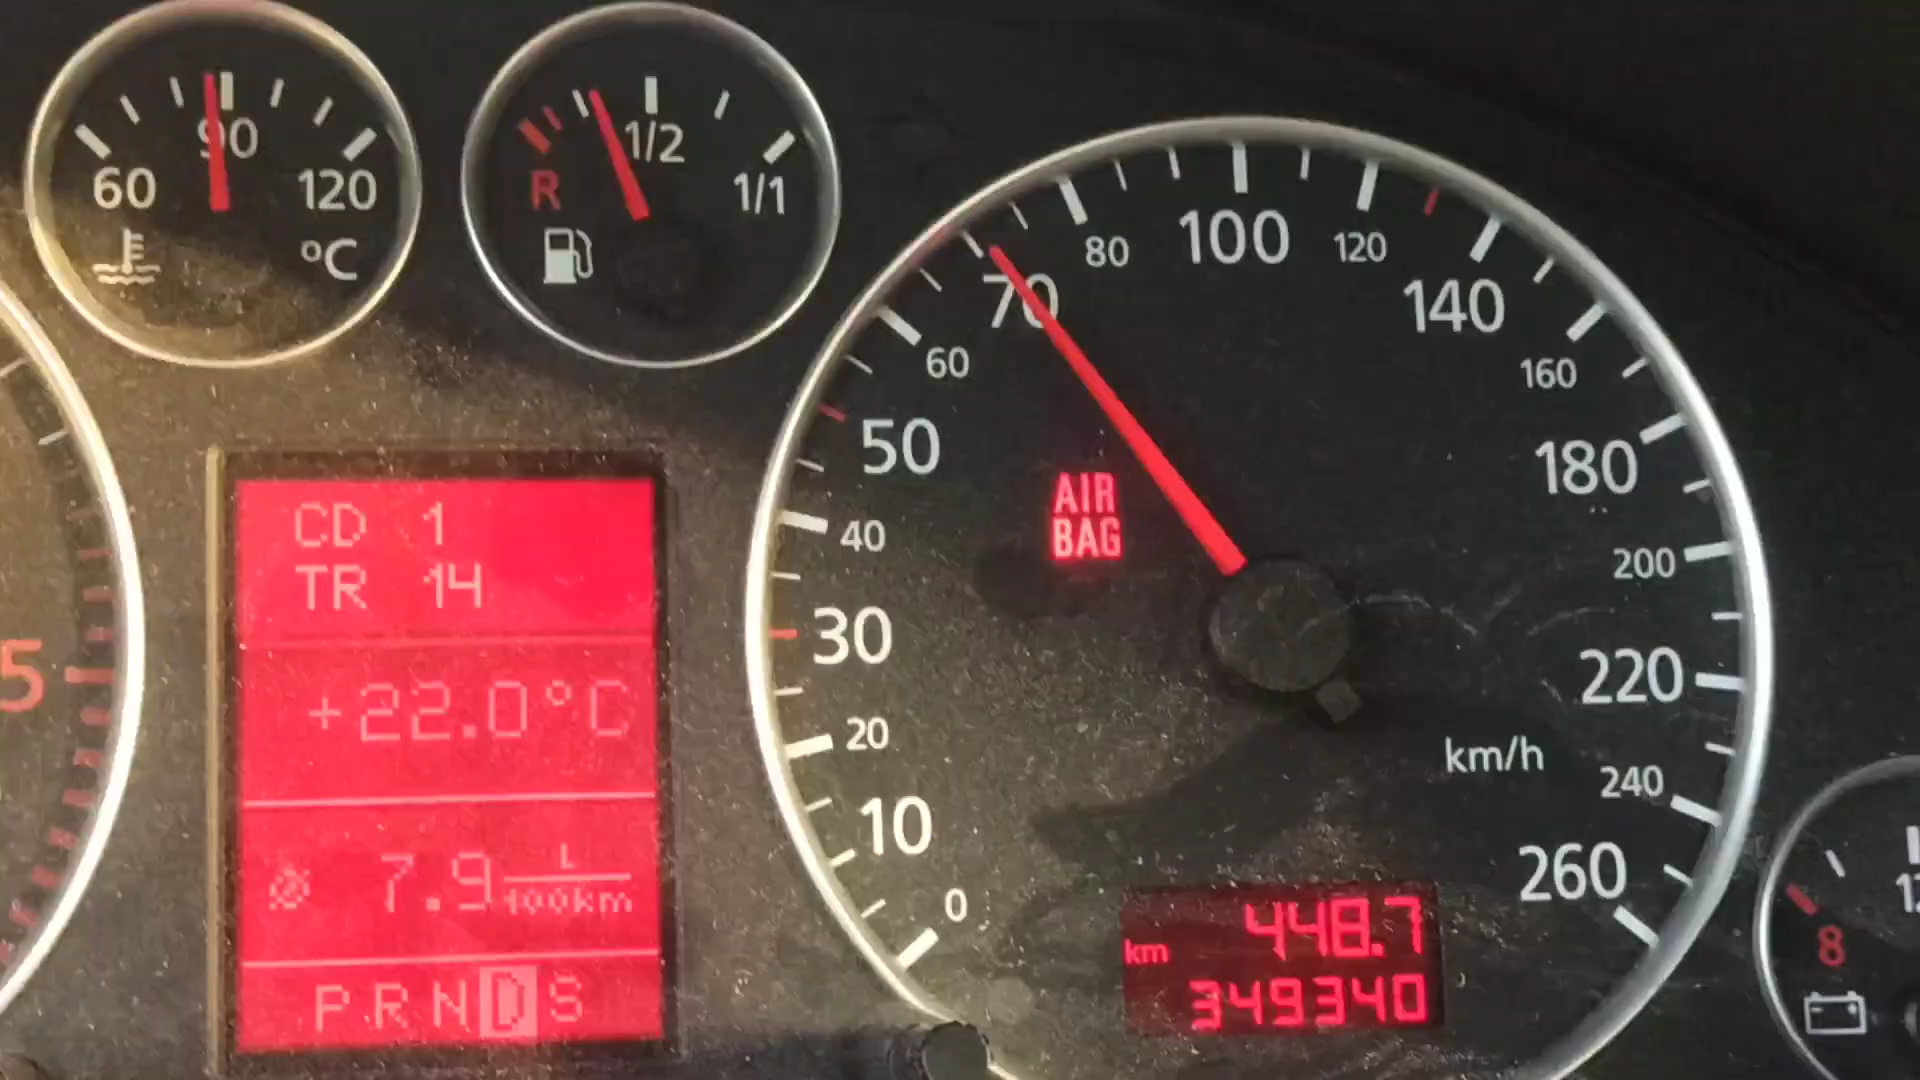 60 90 120
°C
R 1/2 1/1
5
CD 1
TR 14
+22.0°C
7.9 L/100km
P R N D S
0 10 20 30 40 50 60 70 80 100 120 140 160 180 200 220 240 260
km/h
AIR
BAG
km 448.7
349340
8